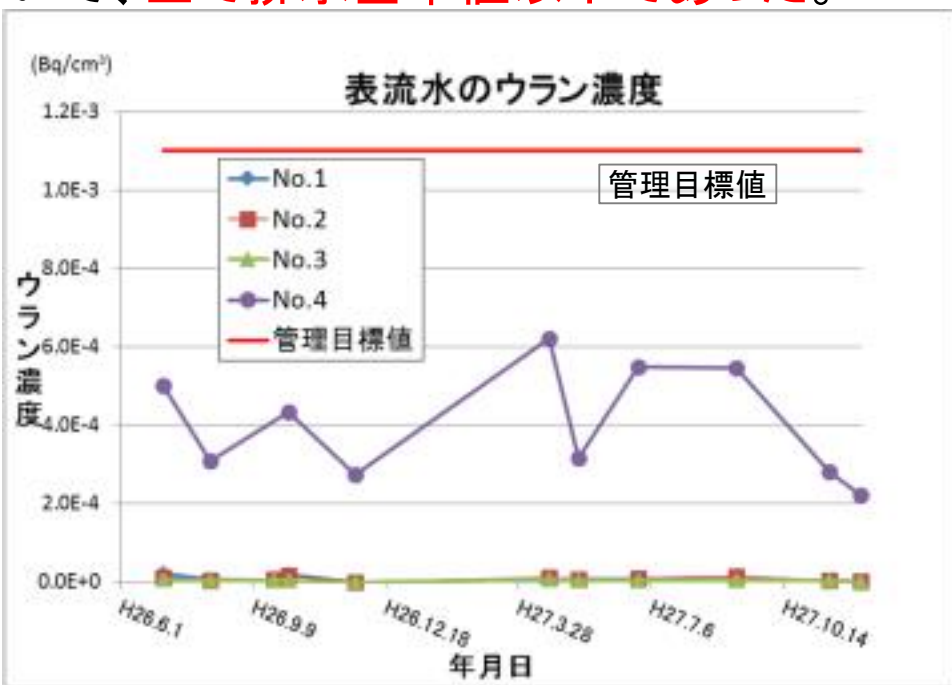 (Bq/cm³)
表流水のウラン濃度
1.2E-3
1.0E-3
8.0E-4
6.0E-4
4.0E-4
2.0E-4
0.0E+0
ウラン濃度
No.1
No.2
No.3
No.4
管理目標値
管理目標値
H26.6.1
H26.9.9
H26.12.18
H27.3.28
H27.7.6
H27.10.14
年月日